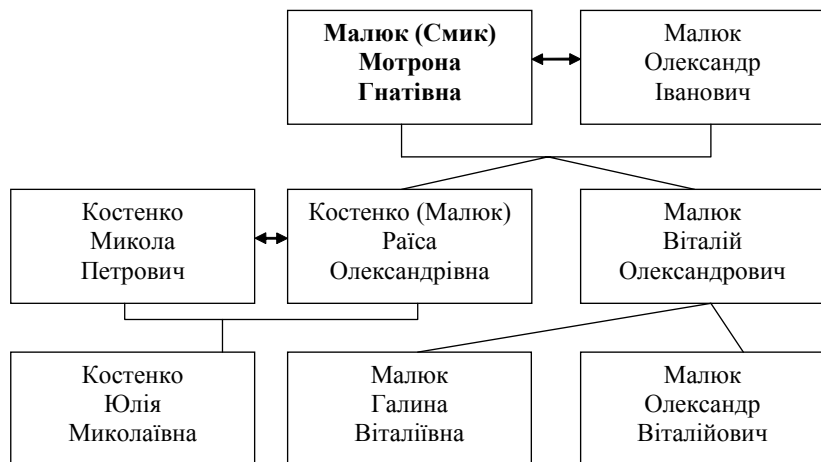 Малюк (Смик)
Мотрона
Гнатівна
Малюк
Олександр
Іванович
Костенко
Микола
Петрович
Костенко (Малюк)
Раїса
Олександрівна
Малюк
Віталій
Олександрович
Костенко
Юлія
Миколаївна
Малюк
Галина
Віталіївна
Малюк
Олександр
Віталійович